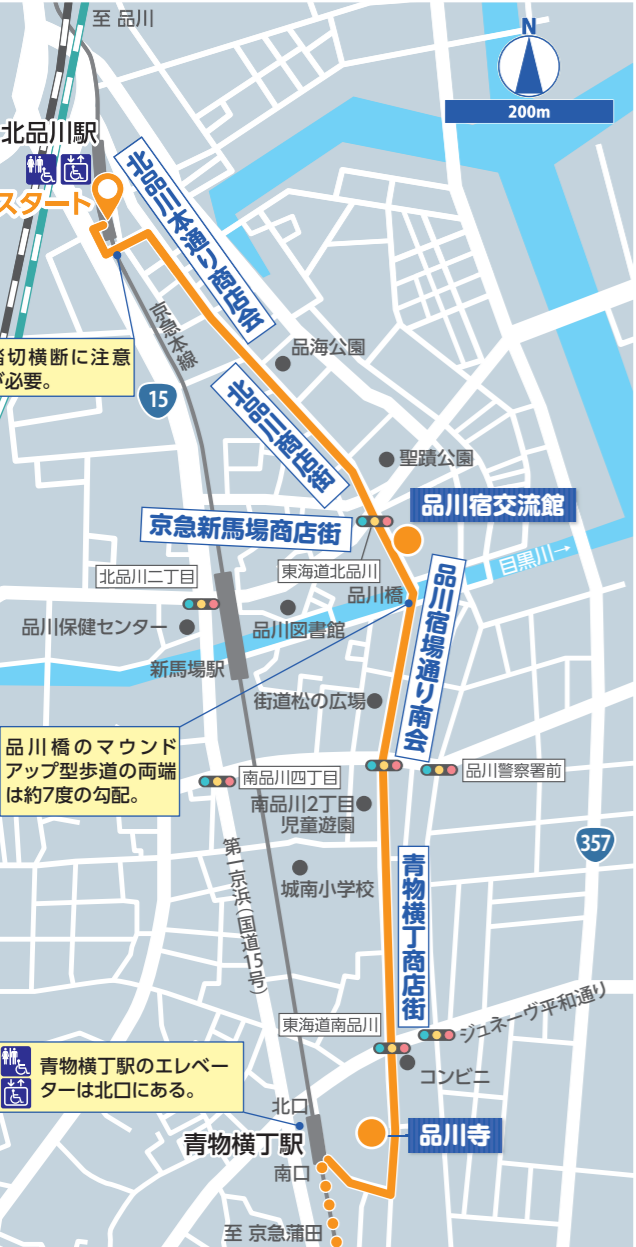 至 品川
N
200m
北品川駅
スタート
北品川本通り商店会
京急本線
踏切横断に注意
が必要。
15
品海公園
北品川商店街
聖蹟公園
品川宿交流館
京急新馬場商店街
東海道北品川
目黒川→
北品川二丁目
品川橋
品川宿場通り南会
品川保健センター
品川図書館
新馬場駅
街道松の広場
品川橋のマウンド
アップ型歩道の両端
は約7度の勾配。
南品川四丁目
品川警察署前
南品川2丁目
児童遊園
357
第一京浜(国道15号)
城南小学校
青物横丁商店街
ジュネーヴ平和通り
東海道南品川
コンビニ
青物横丁駅のエレベー
ターは北口にある。
北口
青物横丁駅
品川寺
南口
至 京急蒲田